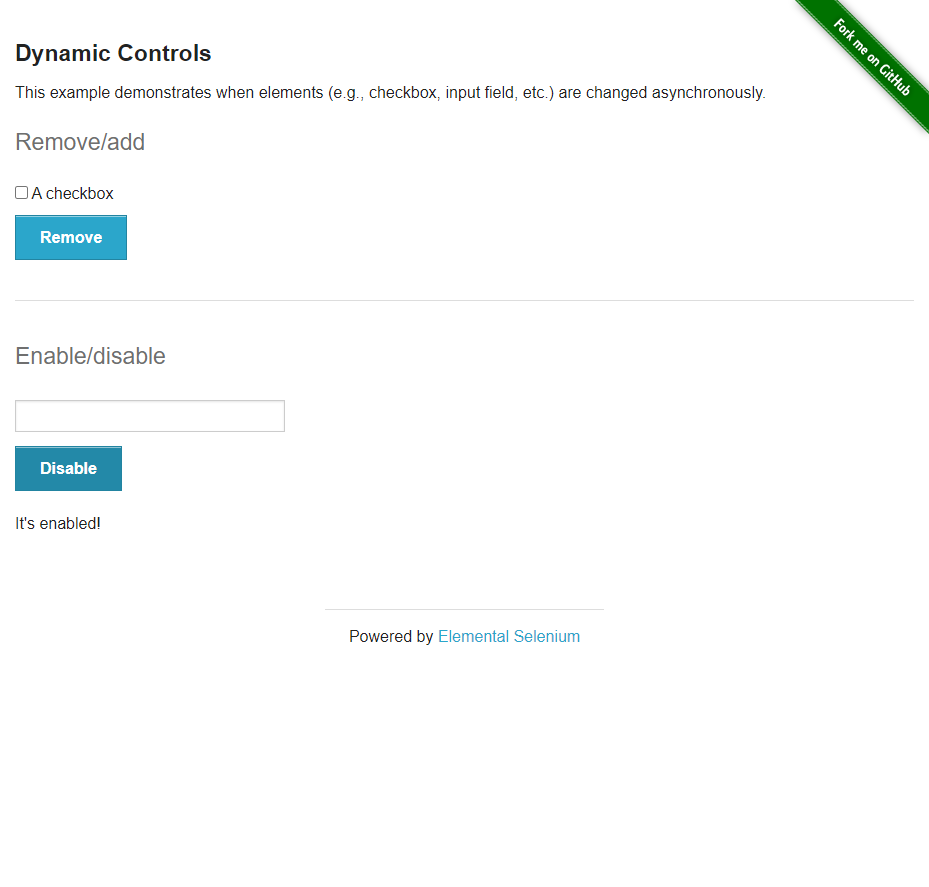 Fork me on GitHub
Dynamic Controls
This example demonstrates when elements (e.g., checkbox, input field, etc.) are changed asynchronously.
Remove/add
A checkbox
Remove
Enable/disable
Disable
It's enabled!
Powered by Elemental Selenium